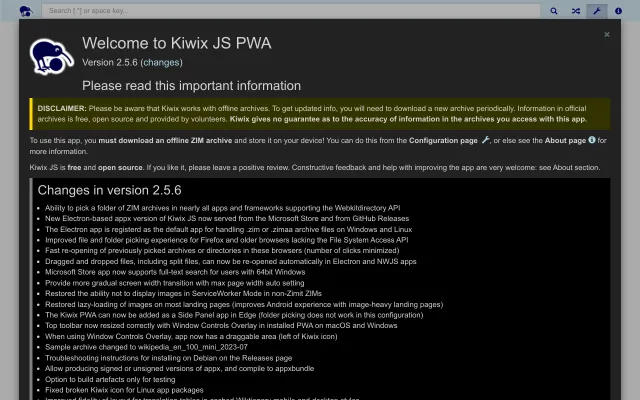 Search [.*] or space key...
Welcome to Kiwix JS PWA
Version 2.5.6 (changes)
Please read this important information
DISCLAIMER: Please be aware that Kiwix works with offline archives. To get updated info, you will need to download a new archive periodically. Information in official
archives is free, open source and provided by volunteers. Kiwix gives no guarantee as to the accuracy of information in the archives you access with this app.
To use this app, you must download an offline ZIM archive and store it on your device! You can do this from the Configuration page , or else see the About page for
more information.
Kiwix JS is free and open source. If you like it, please leave a positive review. Constructive feedback and help with improving the app are very welcome: see About section.
Changes in version 2.5.6
Ability to pick a folder of ZIM archives in nearly all apps and frameworks supporting the Webkitdirectory API
New Electron-based appx version of Kiwix JS now served from the Microsoft Store and from GitHub Releases
The Electron app is registerd as the default app for handling .zim or .zimaa archive files on Windows and Linux
Improved file and folder picking experience for Firefox and older browsers lacking the File System Access API
Fast re-opening of previously picked archives or directories in these browsers (number of clicks minimized)
Dragged and dropped files, including split files, can now be re-opened automatically in Electron and NWJS apps
Microsoft Store app now supports full-text search for users with 64bit Windows
Provide more gradual screen width transition with max page width auto setting
Restored the ability not to display images in ServiceWorker Mode in non-Zimit ZIMs
Restored lazy-loading of images on most landing pages (improves Android experience with image-heavy landing pages)
The Kiwix PWA can now be added as a Side Panel app in Edge (folder picking does not work in this configuration)
Top toolbar now resized correctly with Window Controls Overlay in installed PWA on macOS and Windows
When using Window Controls Overlay, app now has a draggable area (left of Kiwix icon)
Sample archive changed to wikipedia_en_100_mini_2023-07
Troubleshooting instructions for installing on Debian on the Releases page
Allow producing signed or unsigned versions of appx, and compile to appxbundle
Option to build artefacts only for testing
Fixed broken Kiwix icon for Linux app packages